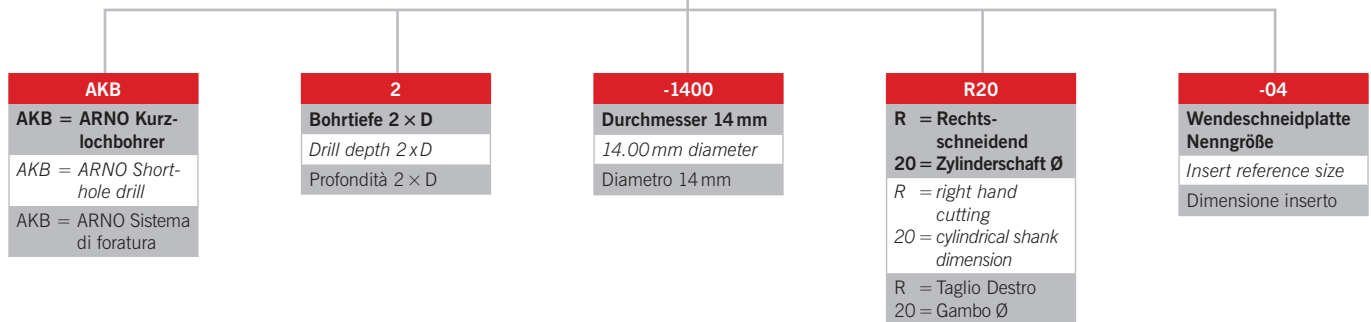 AKB
AKB = ARNO Kurz-
lochbohrer
AKB = ARNO Short-
hole drill
AKB = ARNO Sistema
di foratura
2
Bohrtiefe 2 × D
Drill depth 2 x D
Profondità 2 × D
-1400
Durchmesser 14 mm
14.00 mm diameter
Diametro 14 mm
R20
R = Rechts-
schneidend
20 = Zylinderschaft Ø
R = right hand
cutting
20 = cylindrical shank
dimension
R = Taglio Destro
20 = Gambo Ø
-04
Wendeschneidplatte
Nenngröße
Insert reference size
Dimensione inserto